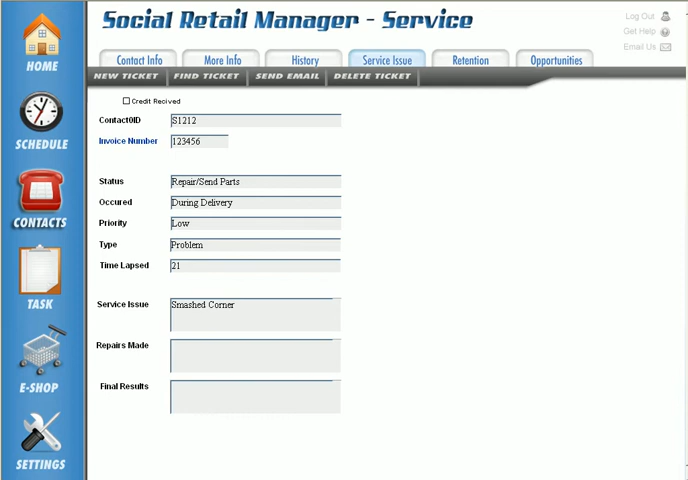 Social Retail Manager - Service
Log Out
Get Help
Email Us
HOME
SCHEDULE
CONTACTS
TASK
E-SHOP
SETTINGS
Contact Info
More Info
History
Service Issue
Retention
Opportunities
NEW TICKET
FIND TICKET
SEND EMAIL
DELETE TICKET
Credit Recived
Contact0ID S1212
Invoice Number 123456
Status Repair/Send Parts
Occured During Delivery
Priority Low
Type Problem
Time Lapsed 21
Service Issue Smashed Corner
Repairs Made
Final Results